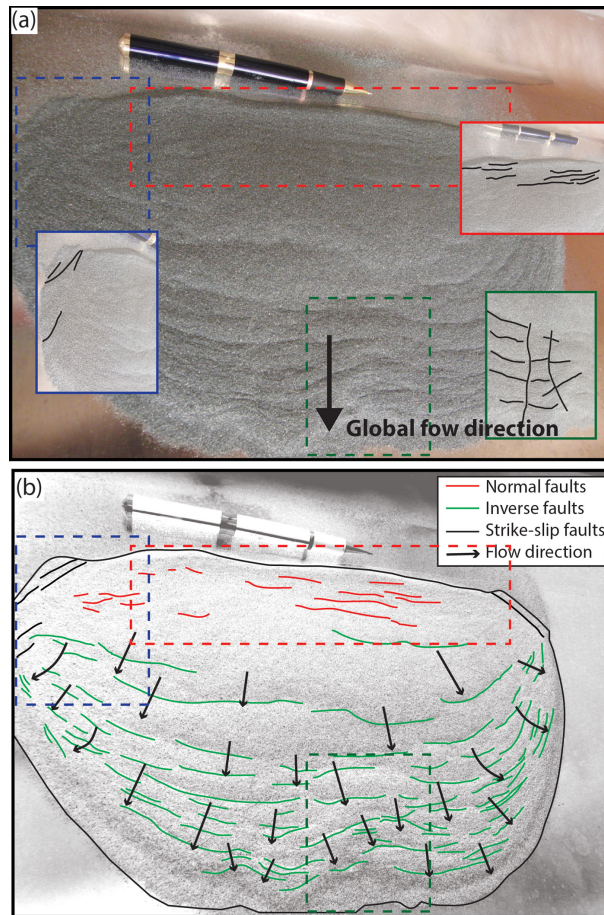 (a)
Global fow direction
(b)
Normal faults
Inverse faults
Strike-slip faults
Flow direction